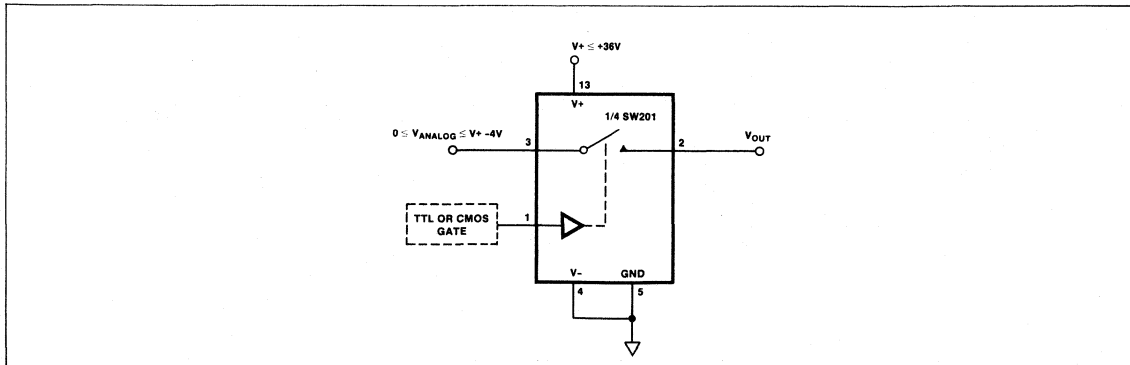 V+ ≤ +36V
13
V+
1/4 SW201
0 ≤ VANALOG ≤ V+ -4V
3
2
VOUT
TTL OR CMOS
GATE
1
V-
GND
4
5